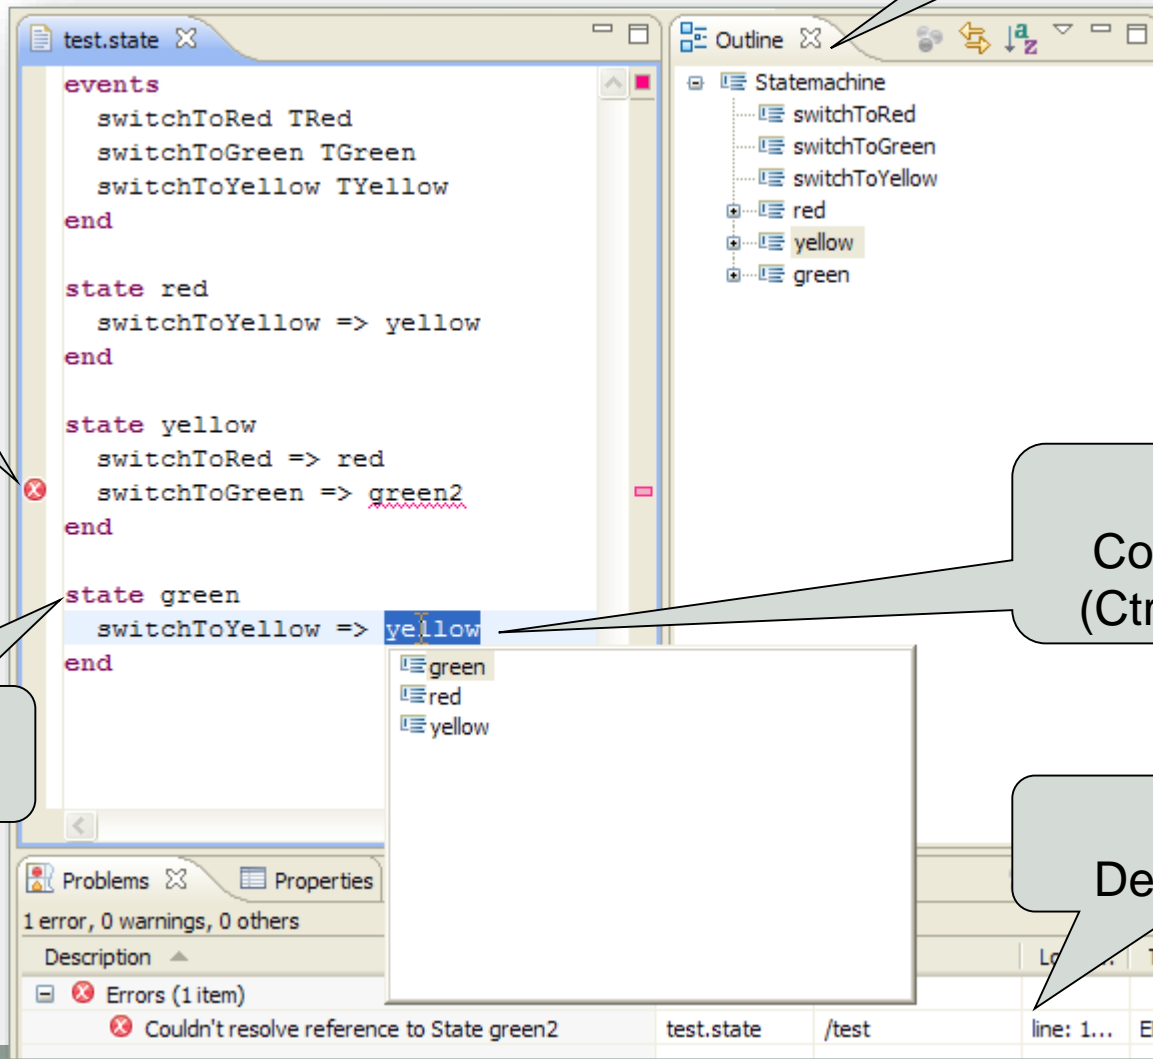 test.state
events
switchToRed TRed
switchToGreen TGreen
switchToYellow TYellow
end
state red
switchToYellow => yellow
end
state yellow
switchToRed => red
switchToGreen => green2
end
state green
switchToYellow => yellow
end
green
red
yellow
Outline
Statemachine
switchToRed
switchToGreen
switchToYellow
red
yellow
green
Problems
Properties
1 error, 0 warnings, 0 others
Description
Errors (1 item)
Couldn't resolve reference to State green2 test.state /test line: 1...